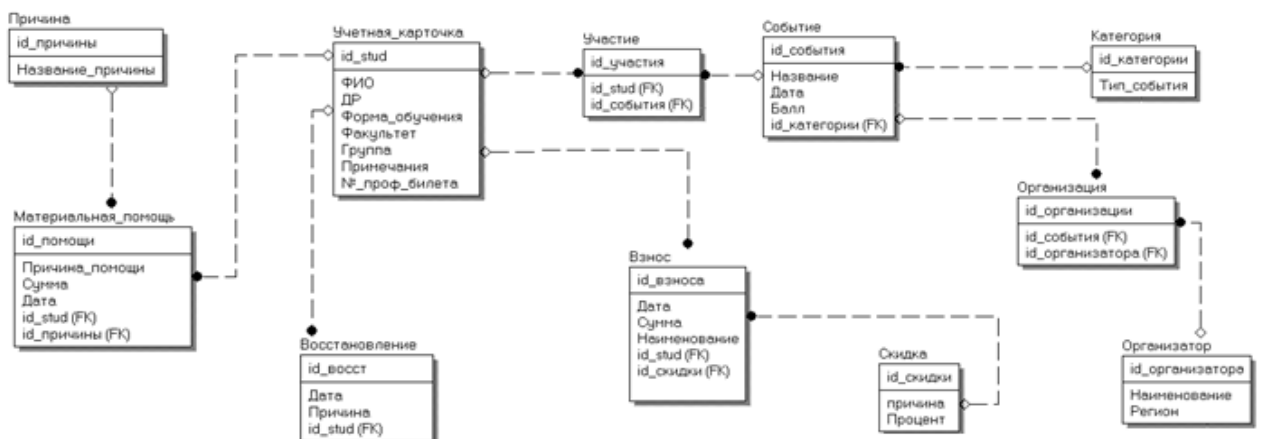 Причина
id_причины
Название_причины
Учетная_карточка
id_stud
ФИО
ДР
Форма_обучения
Факультет
Группа
Примечания
№_проф_билета
Участие
id_участия
id_stud (FK)
id_события (FK)
Событие
id_события
Название
Дата
Балл
id_категории (FK)
Категория
id_категории
Тип_события
Материальная_помощь
id_помощи
Причина_помощи
Сумма
Дата
id_stud (FK)
id_причины (FK)
Восстановление
id_восст
Дата
Причина
id_stud (FK)
Взнос
id_взноса
Дата
Сумма
Наименование
id_stud (FK)
id_скидки (FK)
Скидка
id_скидки
причина
Процент
Организация
id_организации
id_события (FK)
id_организатора (FK)
Организатор
id_организатора
Наименование
Регион